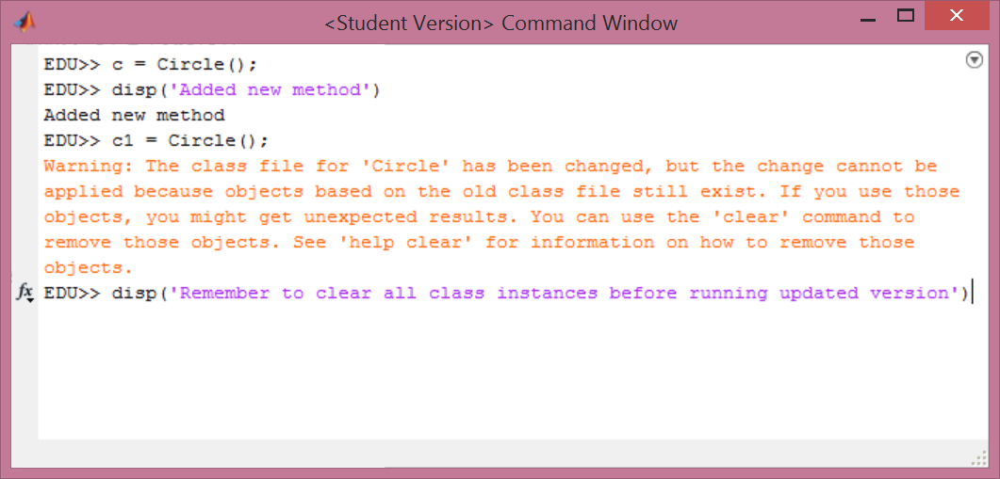 <Student Version> Command Window
EDU>> c = Circle();
EDU>> disp('Added new method')
Added new method
EDU>> c1 = Circle();
Warning: The class file for 'Circle' has been changed, but the change cannot be
applied because objects based on the old class file still exist. If you use those
objects, you might get unexpected results. You can use the 'clear' command to
remove those objects. See 'help clear' for information on how to remove those
objects.
fx EDU>> disp('Remember to clear all class instances before running updated version')